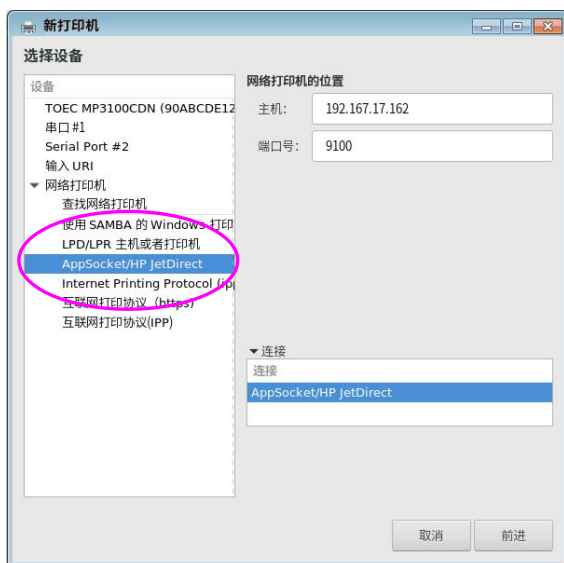 新打印机
选择设备
设备
TOEC MP3100CDN (90ABCDE12
串口 #1
Serial Port #2
输入 URI
网络打印机
查找网络打印机
使用 SAMBA 的 Windows 打印
LPD/LPR 主机或者打印机
AppSocket/HP JetDirect
Internet Printing Protocol (ipp
互联网打印协议 (https)
互联网打印协议(IPP)
网络打印机的位置
主机: 192.167.17.162
端口号: 9100
连接
连接
AppSocket/HP JetDirect
取消 前进